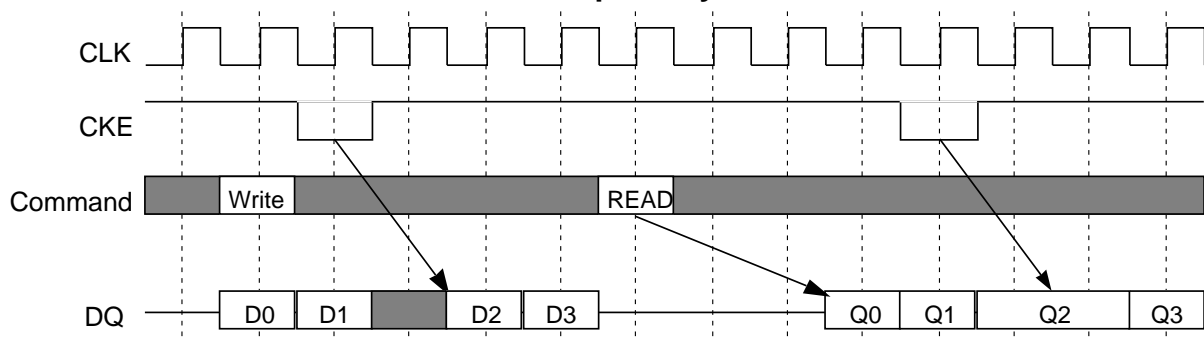 CLK
CKE
Command Write READ
DQ D0 D1 D2 D3 Q0 Q1 Q2 Q3